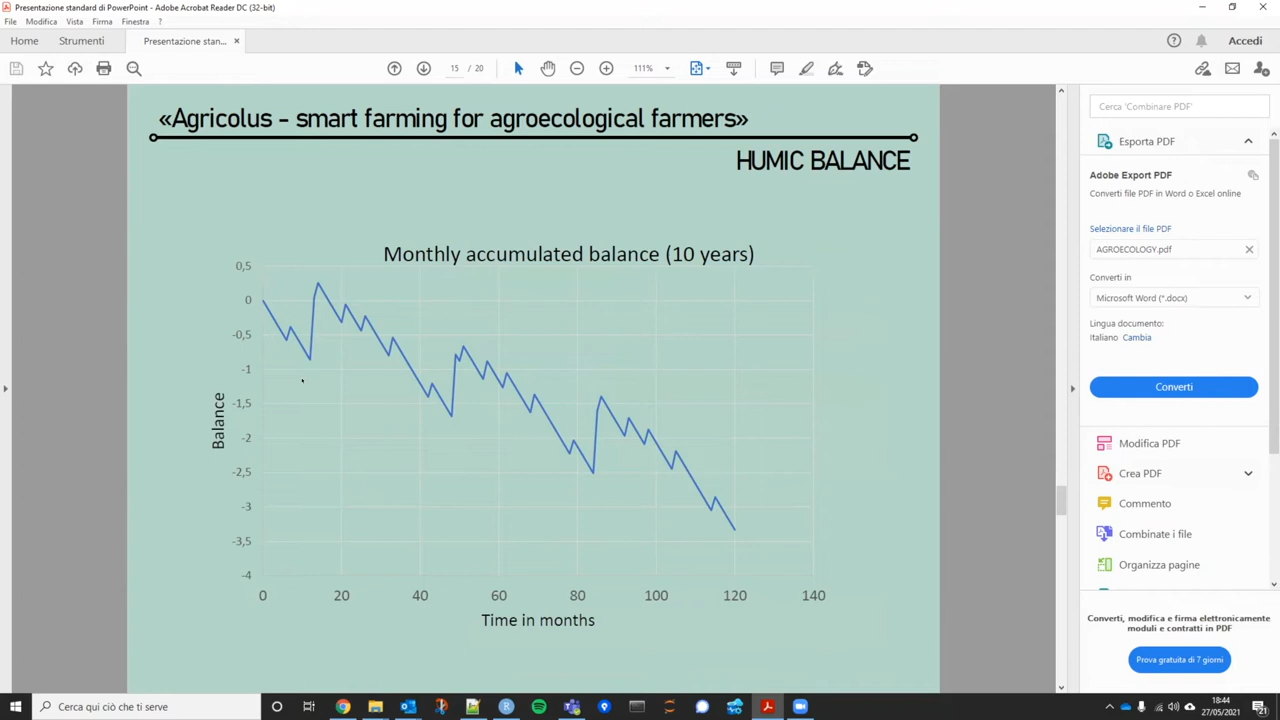 Presentazione standard di PowerPoint - Adobe Acrobat Reader DC (32-bit)
File Modifica Vista Firma Finestra ?
Home Strumenti Presentazione stan... × Accedi
15 / 20 111%
«Agricolus - smart farming for agroecological farmers»
HUMIC BALANCE
Monthly accumulated balance (10 years)
0,5
0
-0,5
-1
-1,5
-2
-2,5
-3
-3,5
-4
Balance
0 20 40 60 80 100 120 140
Time in months
Cerca 'Combinare PDF'
Esporta PDF
Adobe Export PDF
Converti file PDF in Word o Excel online
Selezionare il file PDF
AGROECOLOGY.pdf
Converti in
Microsoft Word (*.docx)
Lingua documento:
Italiano Cambia
Converti
Modifica PDF
Crea PDF
Commento
Combinate i file
Organizza pagine
Converti, modifica e firma elettronicamente
moduli e contratti in PDF
Prova gratuita di 7 giorni
Cerca qui ciò che ti serve
18:44
27/05/2021
21